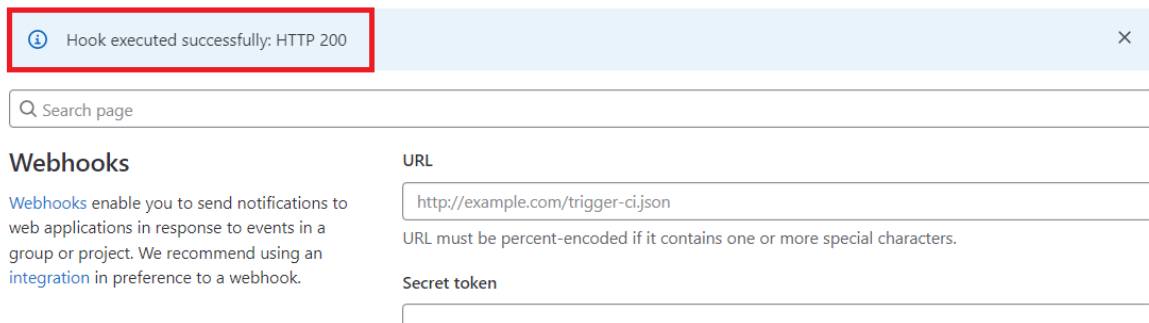 Hook executed successfully: HTTP 200
Search page
Webhooks
Webhooks enable you to send notifications to
web applications in response to events in a
group or project. We recommend using an
integration in preference to a webhook.
URL
http://example.com/trigger-ci.json
URL must be percent-encoded if it contains one or more special characters.
Secret token